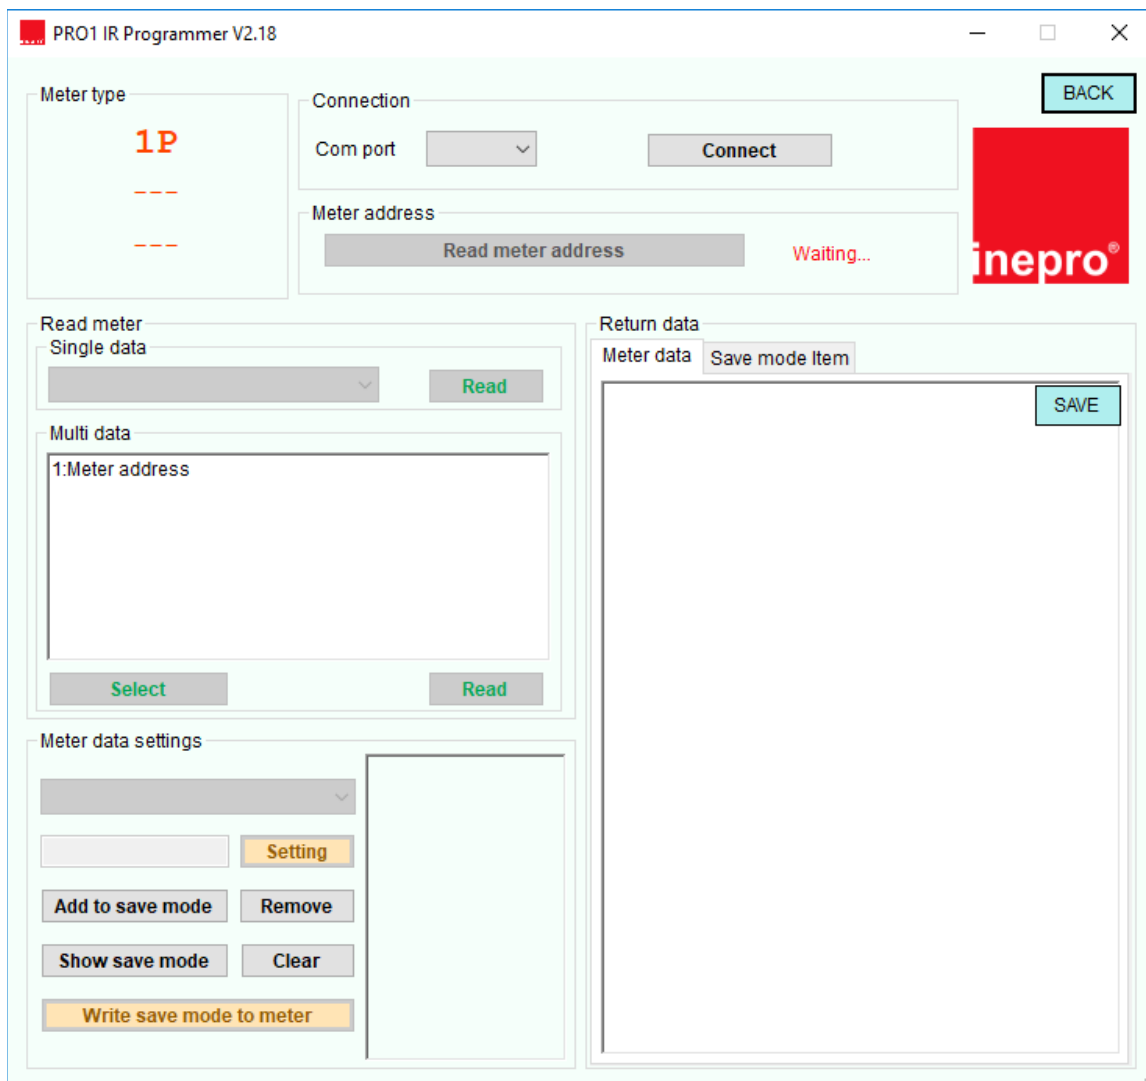 PRO1 IR Programmer V2.18
BACK
Meter type
1P
---
---
Connection
Com port
Connect
Meter address
Read meter address
Waiting...
inepro®
Read meter
Single data
Read
Multi data
1:Meter address
Select
Read
Return data
Meter data
Save mode Item
SAVE
Meter data settings
Setting
Add to save mode
Remove
Show save mode
Clear
Write save mode to meter